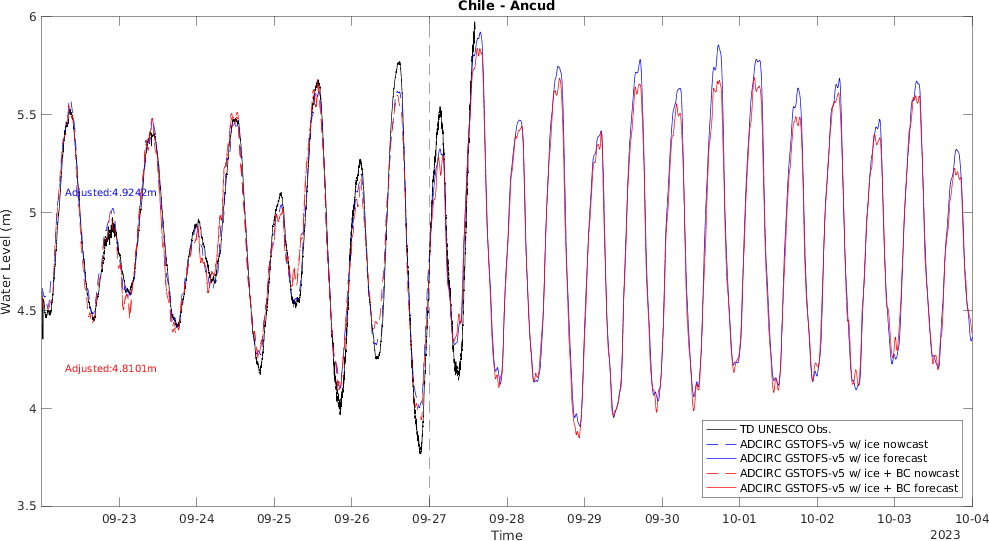 Chile - Ancud
6
5.5
5
4.5
4
3.5
Water Level (m)
Adjusted:4.9242m
Adjusted:4.8101m
TD UNESCO Obs.
ADCIRC GSTOFS-v5 w/ ice nowcast
ADCIRC GSTOFS-v5 w/ ice forecast
ADCIRC GSTOFS-v5 w/ ice + BC nowcast
ADCIRC GSTOFS-v5 w/ ice + BC forecast
09-23 09-24 09-25 09-26 09-27 09-28 09-29 09-30 10-01 10-02 10-03 10-04
Time
2023